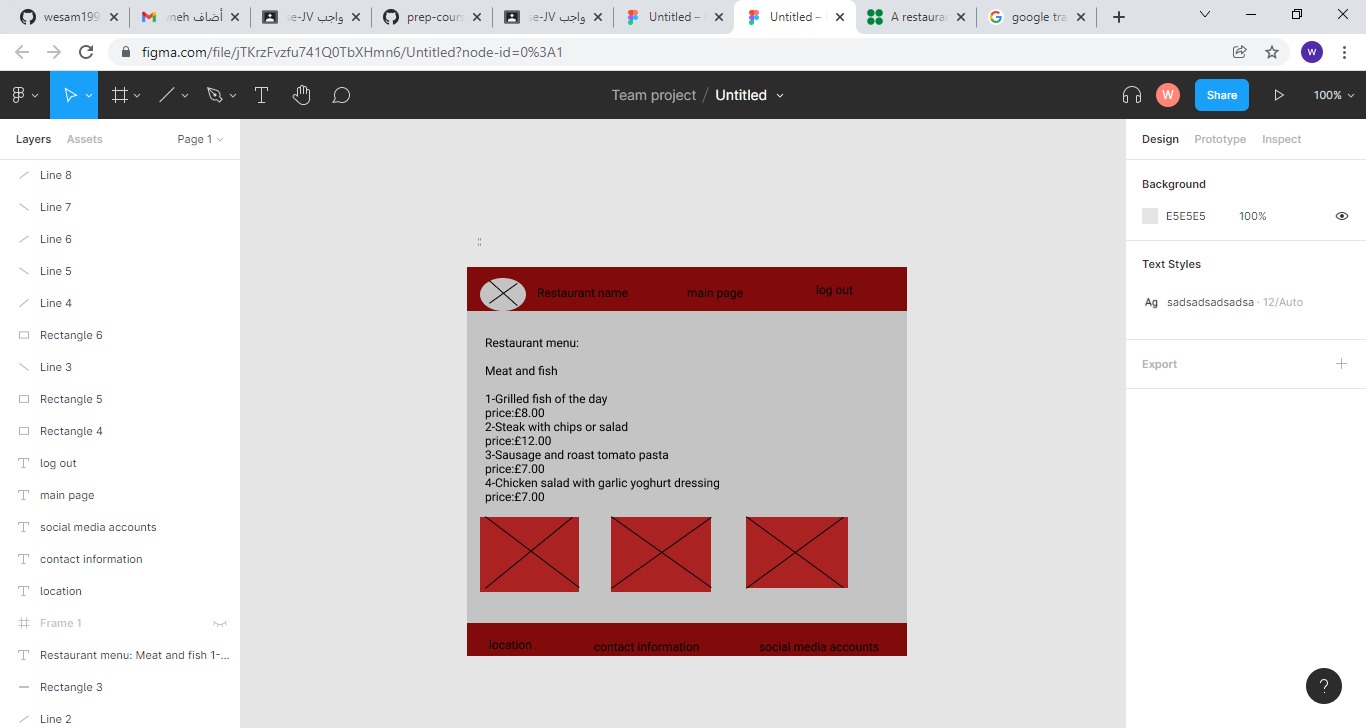 wesam199
أضاف meh
واجب se-JV
prep-cours
واجب se-JV
Untitled –
Untitled –
A restaurar
google tra
figma.com/file/jTKrzFvzfu741Q0TbXHmn6/Untitled?node-id=0%3A1
W
Team project / Untitled
W
Share
100%
Layers
Assets
Page 1
Line 8
Line 7
Line 6
Line 5
Line 4
Rectangle 6
Line 3
Rectangle 5
Rectangle 4
log out
main page
social media accounts
contact information
location
Frame 1
Restaurant menu: Meat and fish 1-...
Rectangle 3
Line 2
Restaurant name
main page
log out
Restaurant menu:
Meat and fish
1-Grilled fish of the day
price:£8.00
2-Steak with chips or salad
price:£12.00
3-Sausage and roast tomato pasta
price:£7.00
4-Chicken salad with garlic yoghurt dressing
price:£7.00
location
contact information
social media accounts
Design
Prototype
Inspect
Background
E5E5E5
100%
Text Styles
Ag
sadsadsadsadsa · 12/Auto
Export
?